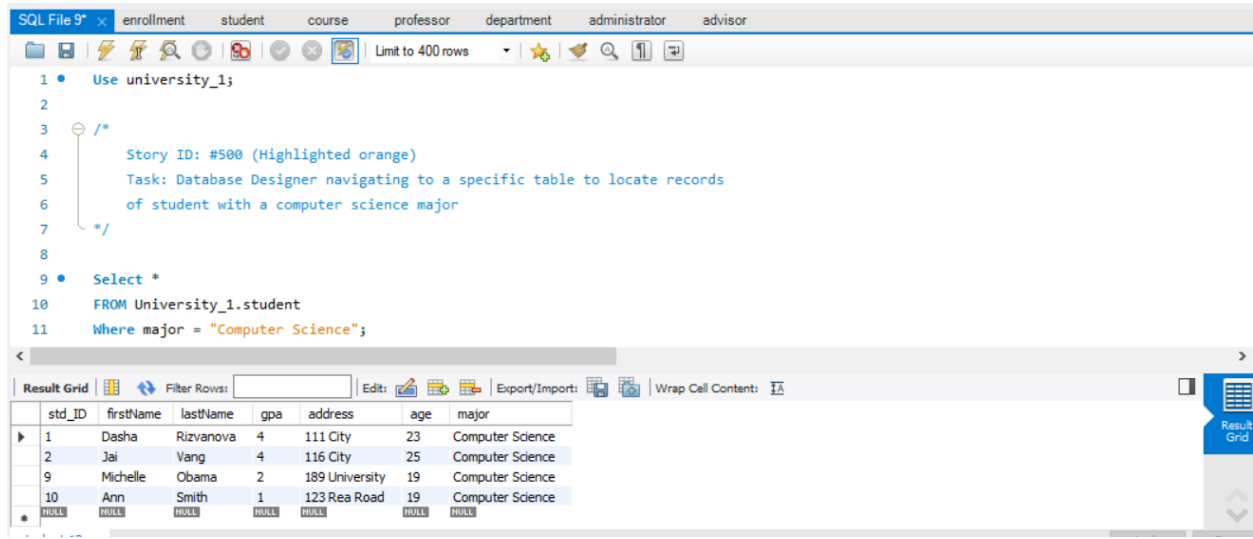 SQL File 9* × enrollment student course professor department administrator advisor
Limit to 400 rows
1 Use university_1;
2
3 /*
4 Story ID: #500 (Highlighted orange)
5 Task: Database Designer navigating to a specific table to locate records
6 of student with a computer science major
7 */
8
9 Select *
10 FROM University_1.student
11 Where major = "Computer Science";
Result Grid Filter Rows: Edit: Export/Import: Wrap Cell Content:
std_ID firstName lastName gpa address age major
1 Dasha Rizvanova 4 111 City 23 Computer Science
2 Jai Vang 4 116 City 25 Computer Science
9 Michelle Obama 2 189 University 19 Computer Science
10 Ann Smith 1 123 Rea Road 19 Computer Science
NULL NULL NULL NULL NULL NULL NULL
Result
Grid